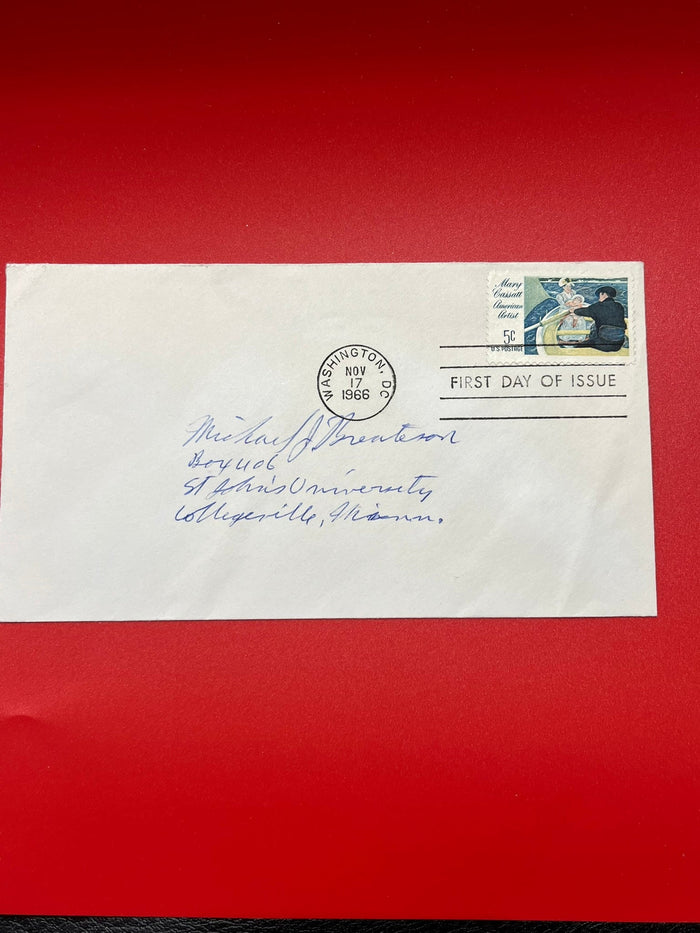 Mary
Cassatt
American
Artist
5c
U.S. POSTAGE
WASHINGTON, DC
NOV
17
1966
FIRST DAY OF ISSUE
Michael J
Box 406
St John's University
Collegeville, Minn.